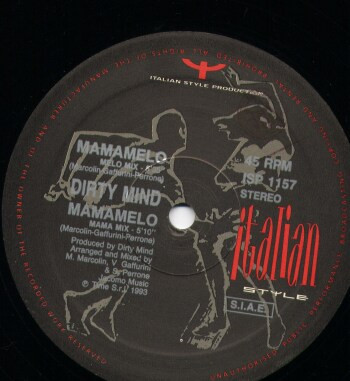 ITALIAN STYLE PRODUCTION
MAMAMELO
MELO MIX
(Marcolin-Gaffurini-Perrone)
DIRTY MIND
MAMAMELO
MAMA MIX - 5'10"
(Marcolin-Gaffurini-Perrone)
Produced by Dirty Mind
Arranged and Mixed by
M. Marcolin, V. Gaffurini
& S. Perrone
Jacomo Music
℗ Time S.r.l. 1993
45 RPM
ISP 1157
STEREO
italian
STYLE
S.I.A.E.